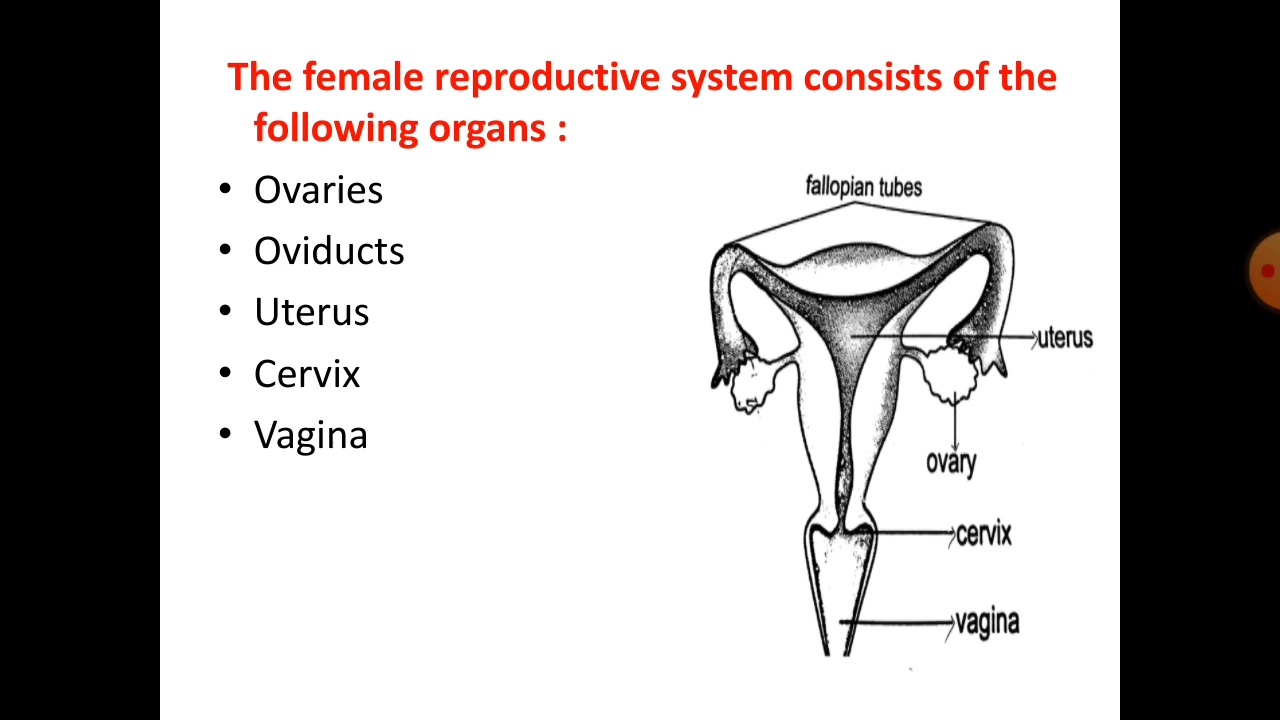 The female reproductive system consists of the
following organs :
• Ovaries
• Oviducts
• Uterus
• Cervix
• Vagina
fallopian tubes
uterus
ovary
cervix
vagina